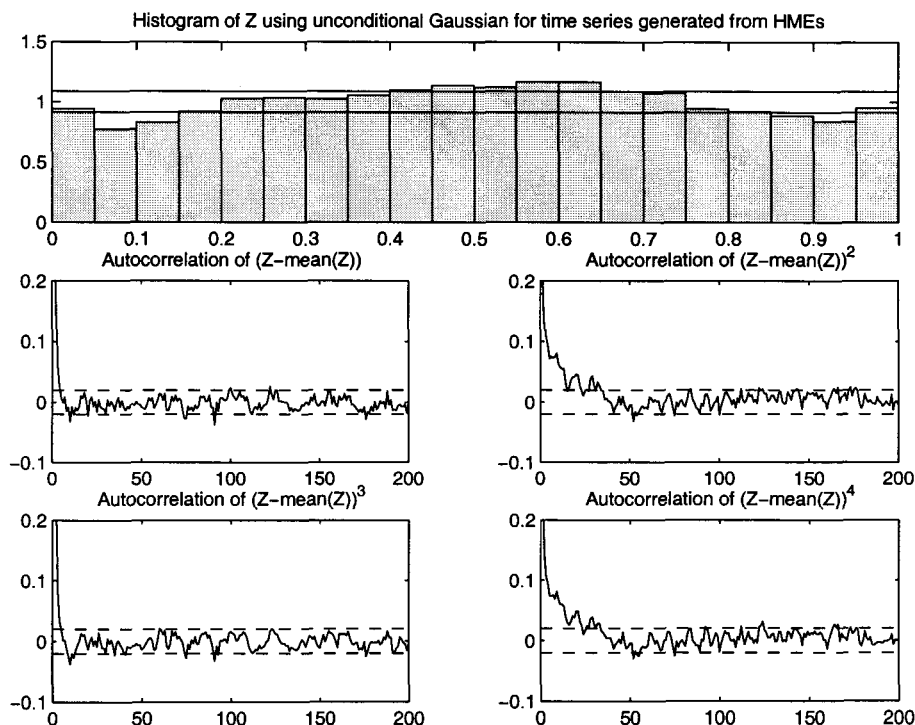 Histogram of Z using unconditional Gaussian for time series generated from HMEs
1.5
1
0.5
0
0 0.1 0.2 0.3 0.4 0.5 0.6 0.7 0.8 0.9 1
Autocorrelation of (Z−mean(Z))
0.2
0.1
0
−0.1
0 50 100 150 200
Autocorrelation of (Z−mean(Z))²
0.2
0.1
0
−0.1
0 50 100 150 200
Autocorrelation of (Z−mean(Z))³
0.2
0.1
0
−0.1
0 50 100 150 200
Autocorrelation of (Z−mean(Z))⁴
0.2
0.1
0
−0.1
0 50 100 150 200